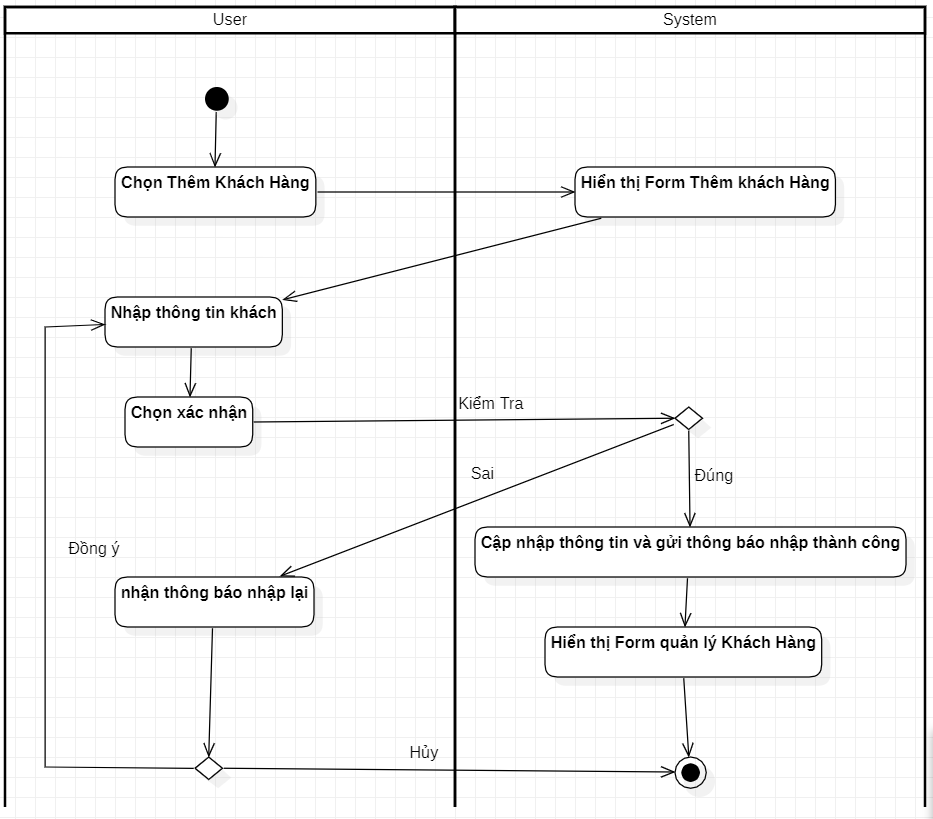 User
System
Chọn Thêm Khách Hàng
Hiển thị Form Thêm khách Hàng
Nhập thông tin khách
Chọn xác nhận
Kiểm Tra
Sai
Đúng
Cập nhập thông tin và gửi thông báo nhập thành công
Đồng ý
nhận thông báo nhập lại
Hiển thị Form quản lý Khách Hàng
Hủy